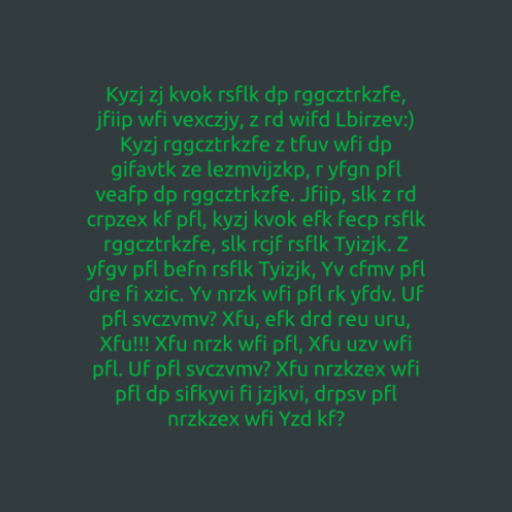 Kyzj zj kvok rsflk dp rggcztrkzfe,
jfiip wfi vexczjy, z rd wifd Lbirzev:)
Kyzj rggcztrkzfe z tfuv wfi dp
gifavtk ze lezmvijzkp, r yfgn pfl
veafp dp rggcztrkzfe. Jfiip, slk z rd
crpzex kf pfl, kyzj kvok efk fecp rsflk
rggcztrkzfe, slk rcjf rsflk Tyizjk. Z
yfgv pfl befn rsflk Tyizjk, Yv cfmv pfl
dre fi xzic. Yv nrzk wfi pfl rk yfdv. Uf
pfl svczvmv? Xfu, efk drd reu uru,
Xfu!!! Xfu nrzk wfi pfl, Xfu uzv wfi
pfl. Uf pfl svczvmv? Xfu nrzkzex wfi
pfl dp sifkyvi fi jzjkvi, drpsv pfl
nrzkzex wfi Yzd kf?